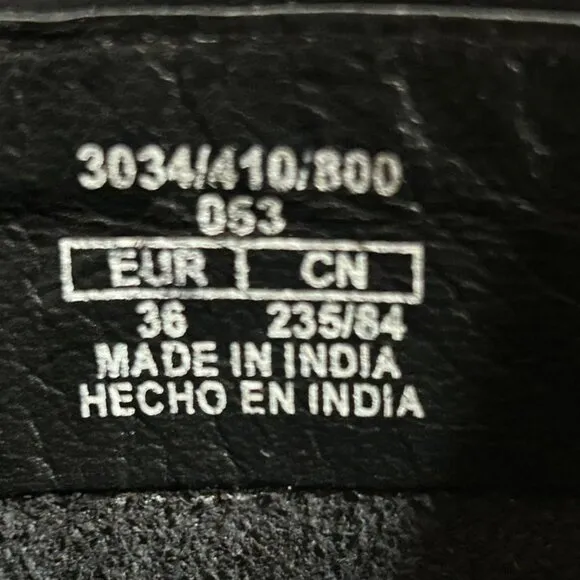 3034/410/800
053
EUR CN
36 235/84
MADE IN INDIA
HECHO EN INDIA